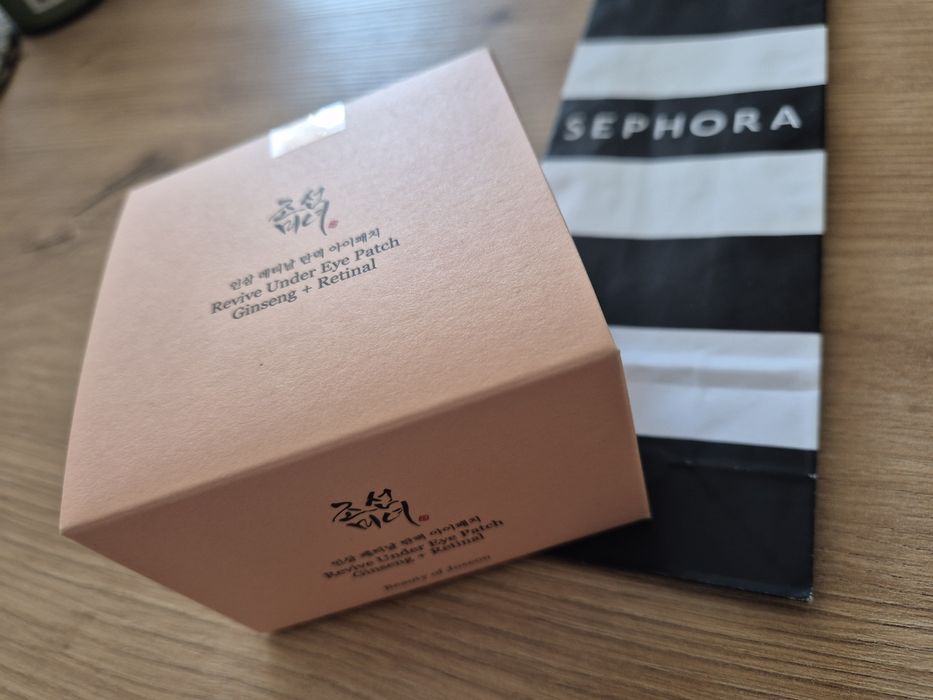 조선
미녀
인삼 레티날 탄력 아이패치
Revive Under Eye Patch
Ginseng + Retinal
조선
미녀
인삼 레티날 탄력 아이패치
Revive Under Eye Patch
Ginseng + Retinal
Beauty of Joseon
SEPHORA